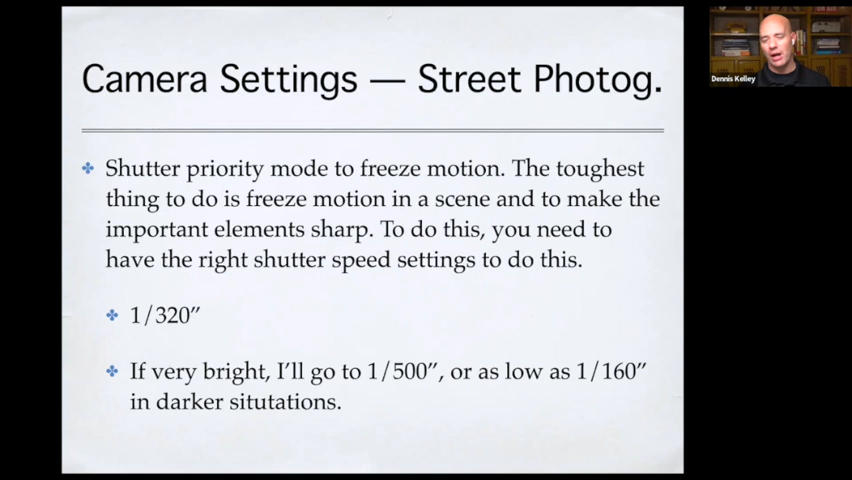 Camera Settings — Street Photog.
Shutter priority mode to freeze motion. The toughest
thing to do is freeze motion in a scene and to make the
important elements sharp. To do this, you need to
have the right shutter speed settings to do this.
1/320”
If very bright, I’ll go to 1/500”, or as low as 1/160”
in darker situtations.
Dennis Kelley